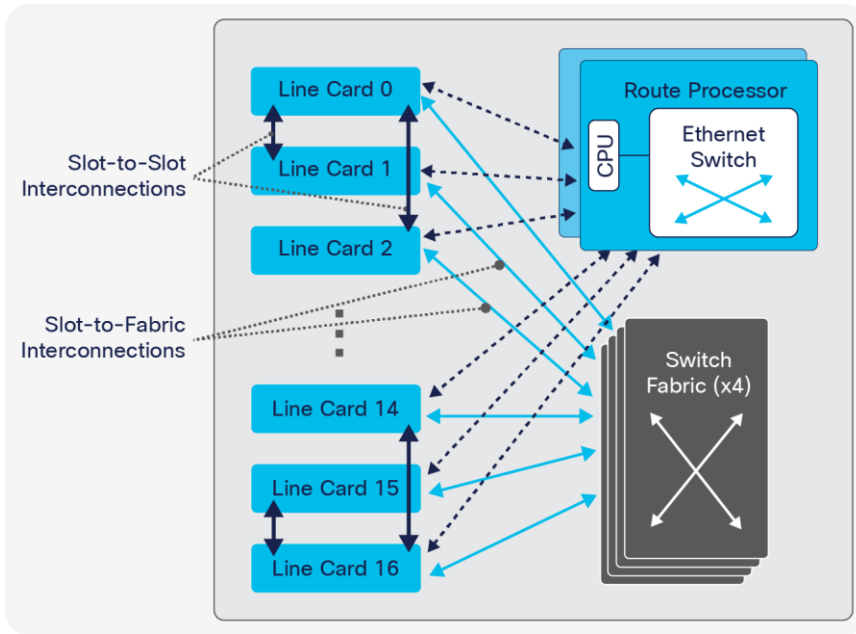 Line Card 0
Line Card 1
Line Card 2
Line Card 14
Line Card 15
Line Card 16
Slot-to-Slot
Interconnections
Slot-to-Fabric
Interconnections
Route Processor
CPU
Ethernet
Switch
Switch
Fabric (x4)